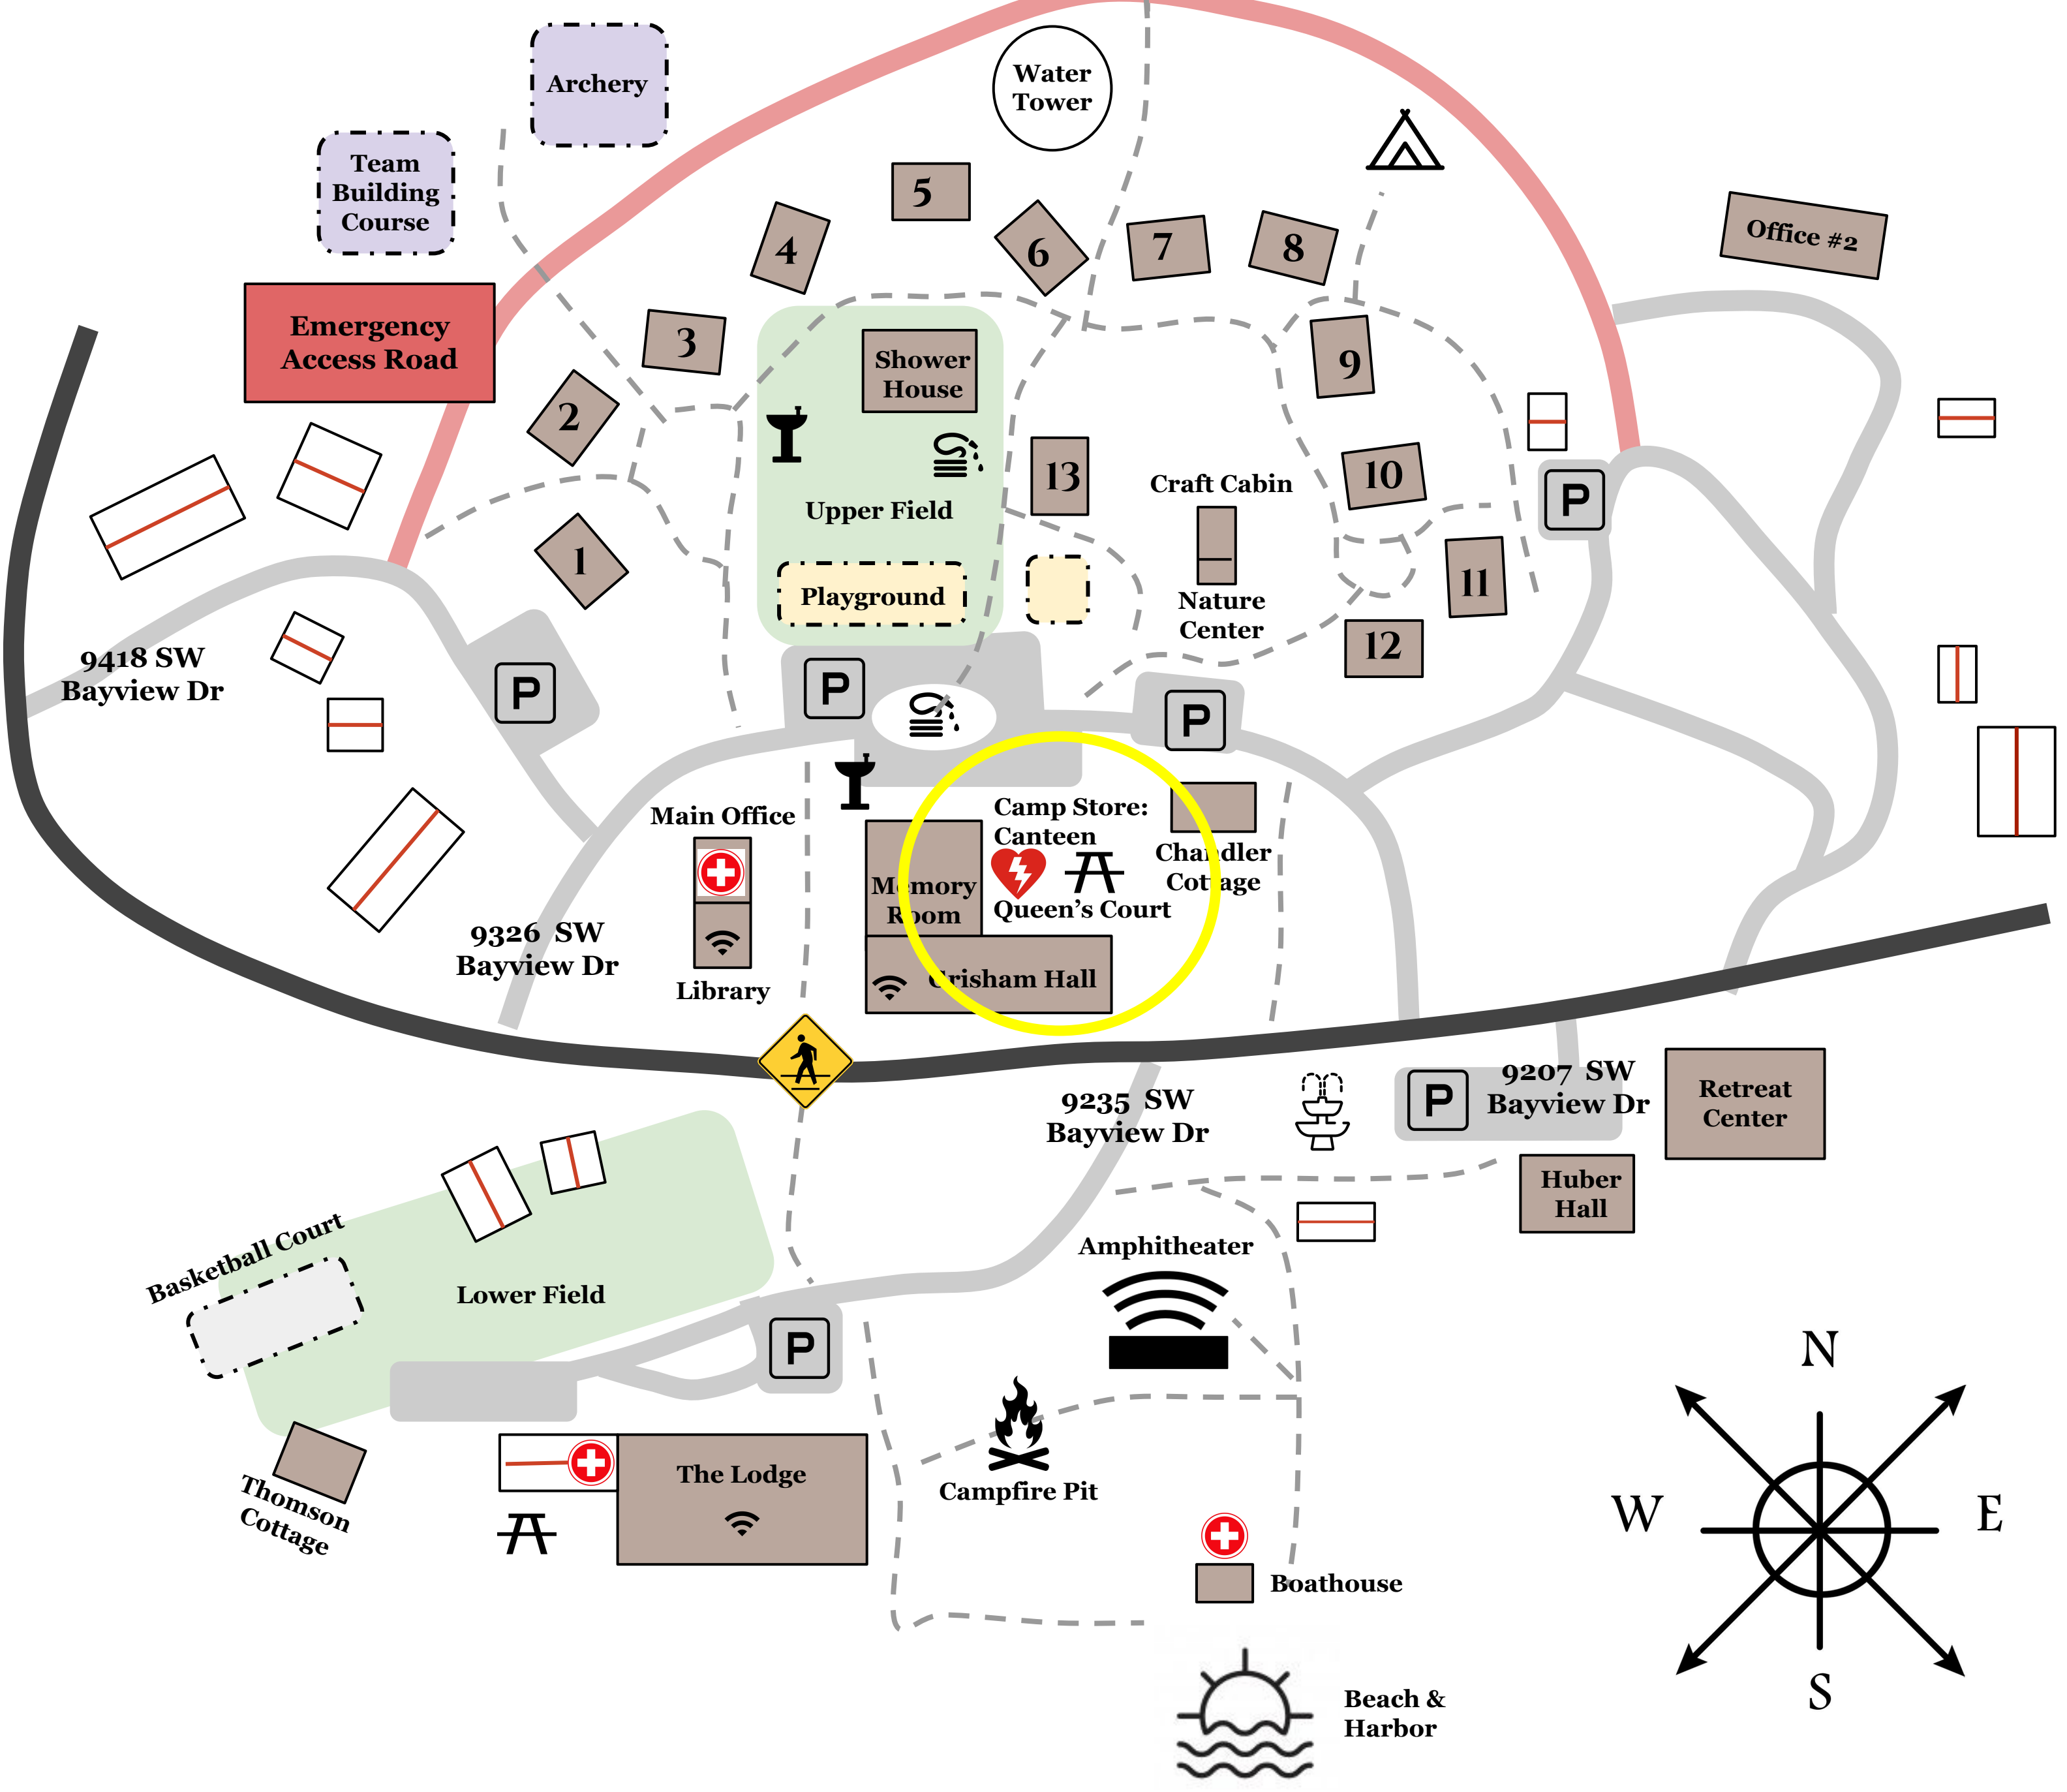 Water
Tower
Archery
Team
Building
Course
5
4
6
7
8
Office #2
Emergency
Access Road
3
Shower
House
9
2
13
10
Craft Cabin
P
Upper Field
1
11
Playground
Nature
Center
12
9418 SW
Bayview Dr
P
P
P
Main Office
Camp Store:
Canteen
Chandler
Cottage
Memory
Room
Queen's Court
9326 SW
Bayview Dr
Grisham Hall
Library
9235 SW
Bayview Dr
P
9207 SW
Bayview Dr
Retreat
Center
Huber
Hall
Basketball Court
Amphitheater
Lower Field
P
N
W
E
S
The Lodge
Thomson
Cottage
Campfire Pit
Boathouse
Beach &
Harbor